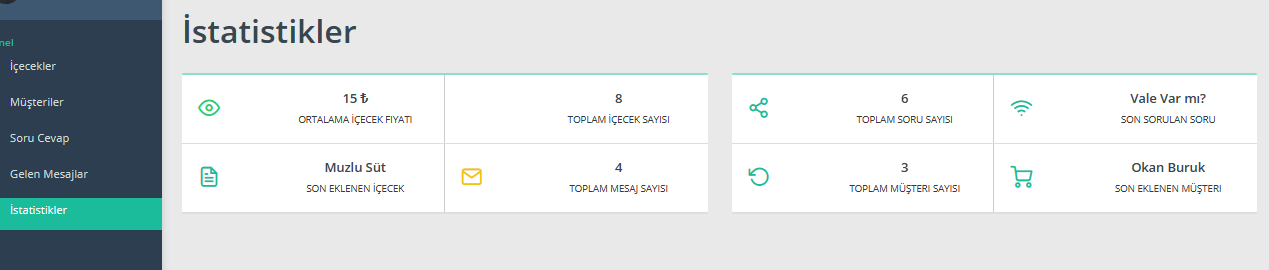 İstatistikler
nel
İçecekler
Müşteriler
Soru Cevap
Gelen Mesajlar
İstatistikler
15 ₺
ORTALAMA İÇECEK FIYATI
8
TOPLAM İÇECEK SAYISI
Muzlu Süt
SON EKLENEN İÇECEK
4
TOPLAM MESAJ SAYISI
6
TOPLAM SORU SAYISI
Vale Var mı?
SON SORULAN SORU
3
TOPLAM MÜŞTERI SAYISI
Okan Buruk
SON EKLENEN MÜŞTERI